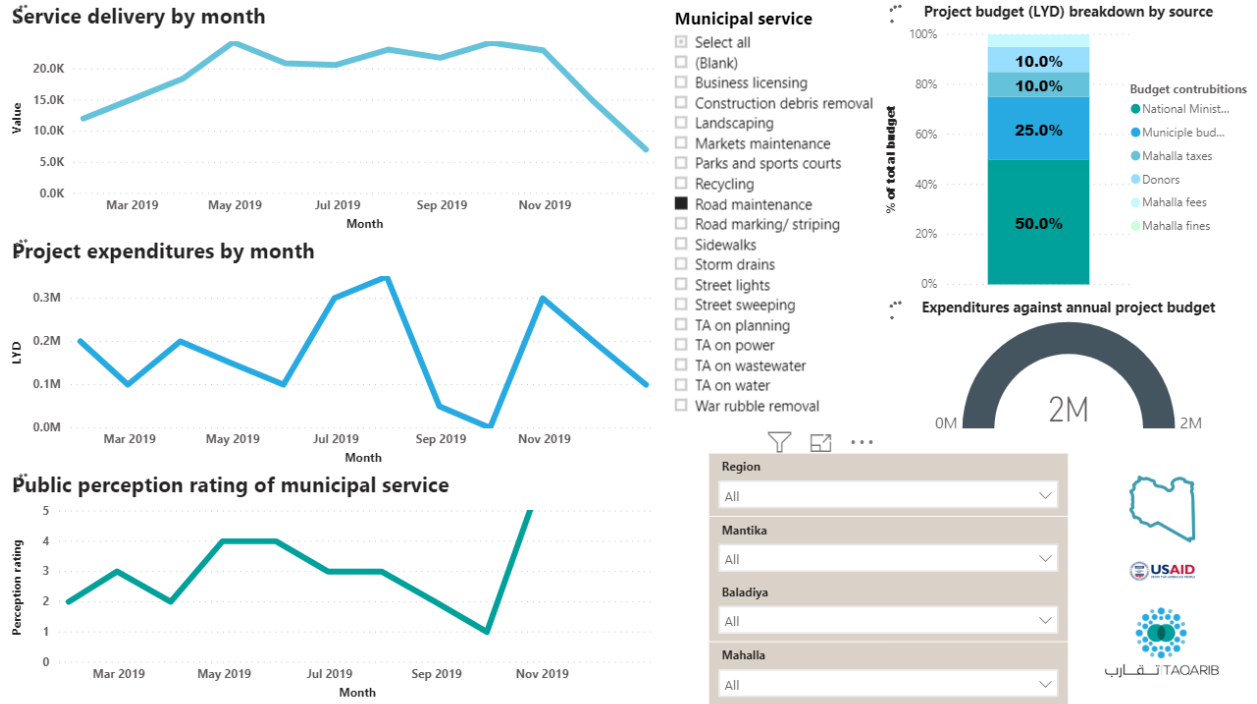 Service delivery by month
20.0K
15.0K
10.0K
5.0K
0.0K
Value
Mar 2019
May 2019
Jul 2019
Sep 2019
Nov 2019
Month
Project expenditures by month
0.3M
0.2M
0.1M
0.0M
LYD
Mar 2019
May 2019
Jul 2019
Sep 2019
Nov 2019
Month
Public perception rating of municipal service
5
4
3
2
1
0
Perception rating
Mar 2019
May 2019
Jul 2019
Sep 2019
Nov 2019
Month
Municipal service
Select all
(Blank)
Business licensing
Construction debris removal
Landscaping
Markets maintenance
Parks and sports courts
Recycling
Road maintenance
Road marking/ striping
Sidewalks
Storm drains
Street lights
Street sweeping
TA on planning
TA on power
TA on wastewater
TA on water
War rubble removal
Project budget (LYD) breakdown by source
100%
80%
60%
40%
20%
0%
% of total budget
10.0%
10.0%
25.0%
50.0%
Budget contrubitions
National Minist...
Municiple bud...
Mahalla taxes
Donors
Mahalla fees
Mahalla fines
Expenditures against annual project budget
0M
2M
2M
Region
All
Mantika
All
Baladiya
All
Mahalla
All
USAID
TAQARIB تـقـارب